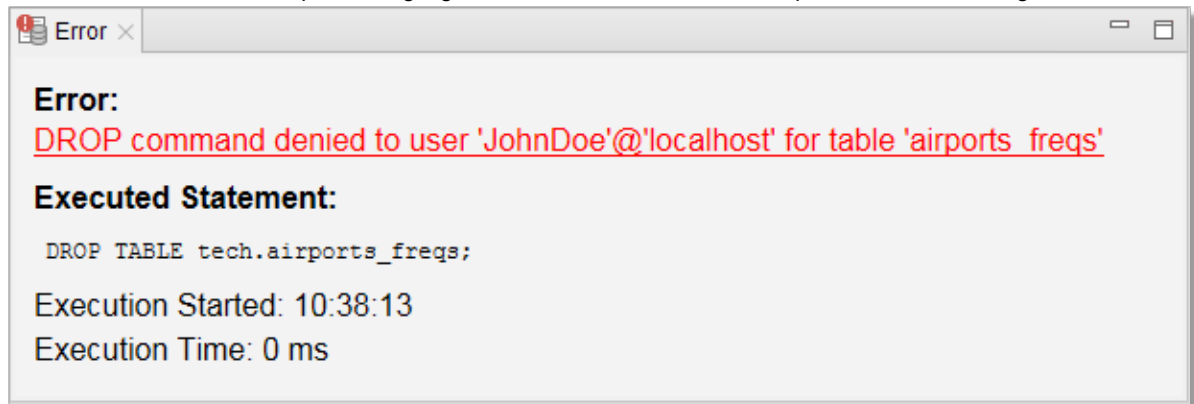 Error
Error:
DROP command denied to user 'JohnDoe'@'localhost' for table 'airports_freqs'
Executed Statement:
DROP TABLE tech.airports_freqs;
Execution Started: 10:38:13
Execution Time: 0 ms